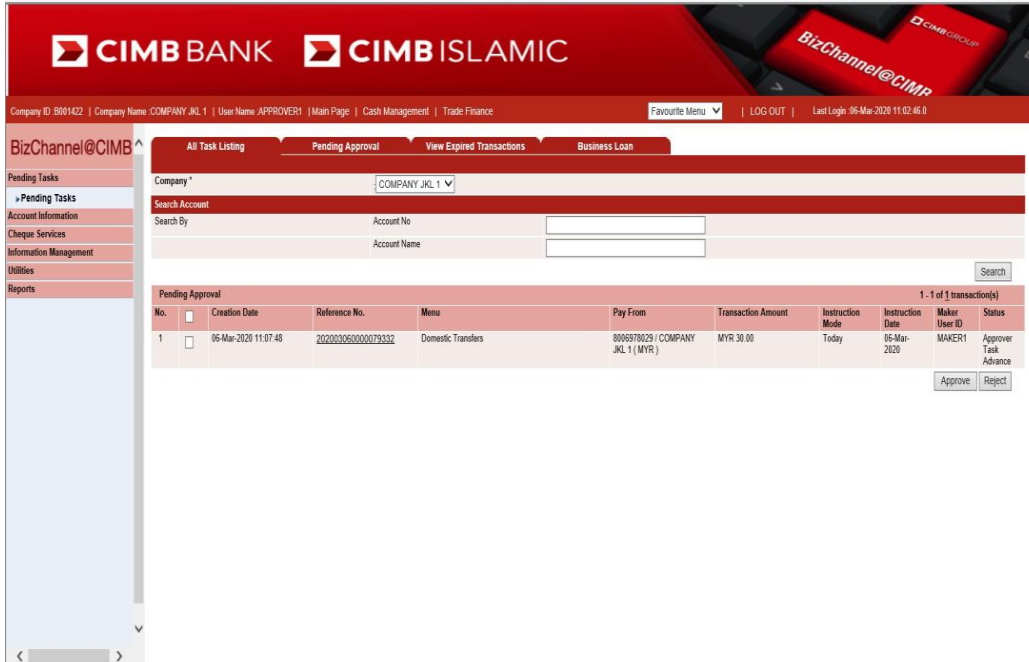 CIMB BANK CIMB ISLAMIC
CIMB GROUP
BizChannel@CIMB
Company ID :B001422 | Company Name :COMPANY JKL 1 | User Name :APPROVER1 | Main Page | Cash Management | Trade Finance Favourite Menu | LOG OUT | Last Login :06-Mar-2020 11:02:46.0
BizChannel@CIMB
Pending Tasks
Pending Tasks
Account Information
Cheque Services
Information Management
Utilities
Reports
All Task Listing Pending Approval View Expired Transactions Business Loan
Company * : COMPANY JKL 1
Search Account
Search By Account No
Account Name
Search
Pending Approval 1 - 1 of 1 transaction(s)
No. Creation Date Reference No. Menu Pay From Transaction Amount Instruction Mode Instruction Date Maker User ID Status
1 06-Mar-2020 11:07:48 202003060000079332 Domestic Transfers 8006978029 / COMPANY JKL 1 ( MYR ) MYR 30.00 Today 06-Mar-2020 MAKER1 Approver Task Advance
Approve Reject